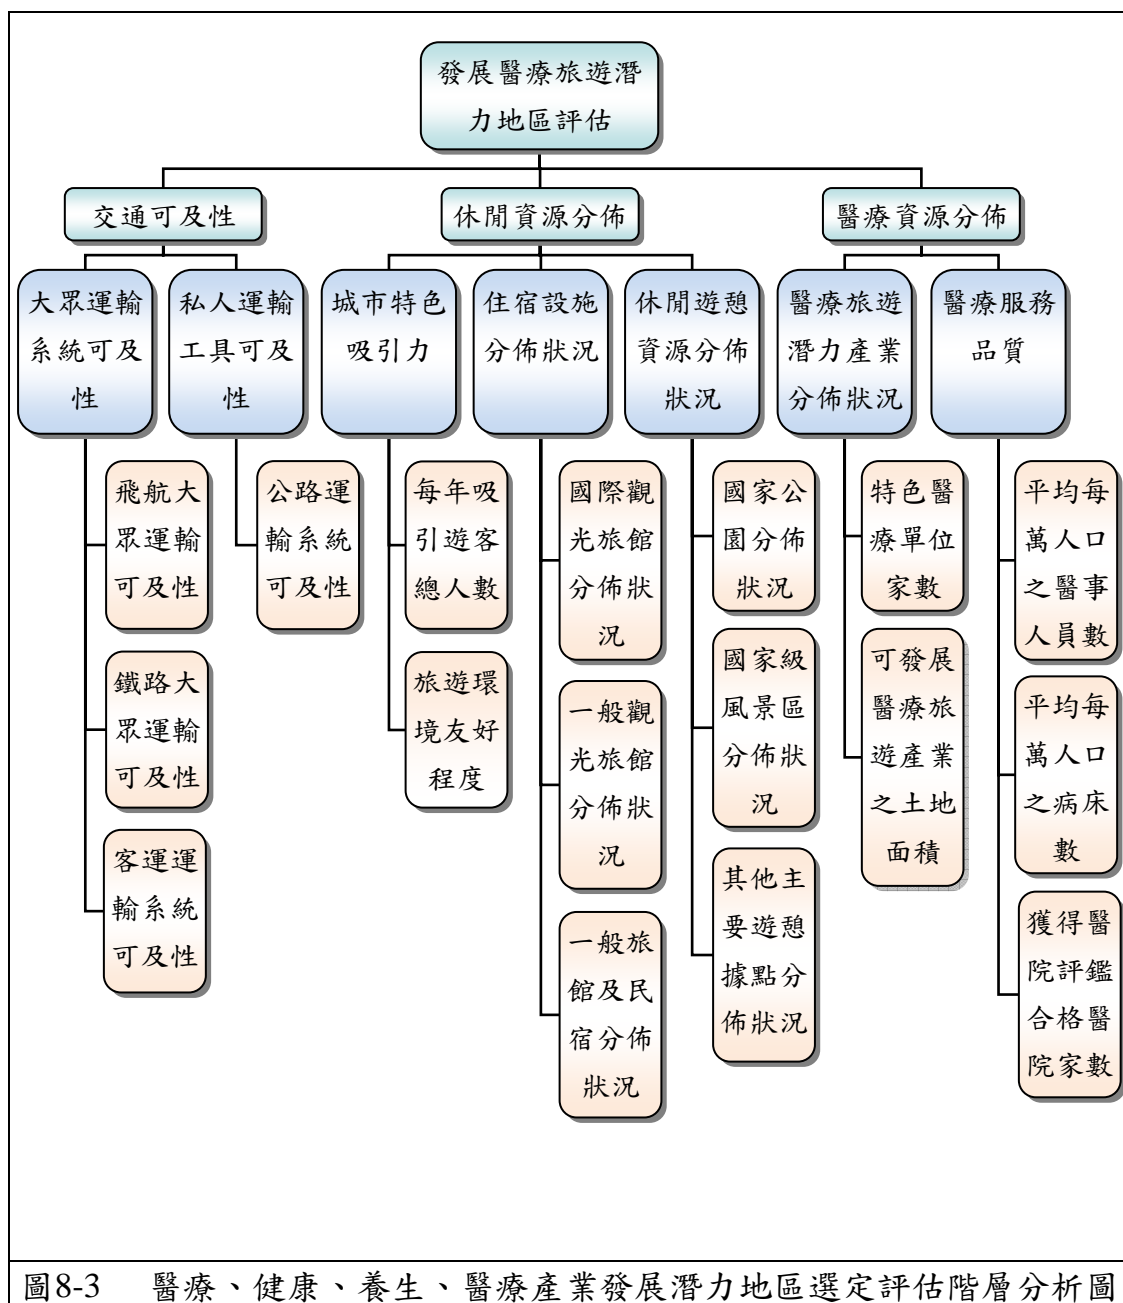 發展醫療旅遊潛
力地區評估
交通可及性
休閒資源分佈
醫療資源分佈
大眾運輸
系統可及
性
私人運輸
工具可及
性
城市特色
吸引力
住宿設施
分佈狀況
休閒遊憩
資源分佈
狀況
醫療旅遊
潛力產業
分佈狀況
醫療服務
品質
飛航大
眾運輸
可及性
鐵路大
眾運輸
可及性
客運運
輸系統
可及性
公路運
輸系統
可及性
每年吸
引遊客
總人數
旅遊環
境友好
程度
國際觀
光旅館
分佈狀
況
一般觀
光旅館
分佈狀
況
一般旅
館及民
宿分佈
狀況
國家公
園分佈
狀況
國家級
風景區
分佈狀
況
其他主
要遊憩
據點分
佈狀況
特色醫
療單位
家數
可發展
醫療旅
遊產業
之土地
面積
平均每
萬人口
之醫事
人員數
平均每
萬人口
之病床
數
獲得醫
院評鑑
合格醫
院家數
圖8-3 醫療、健康、養生、醫療產業發展潛力地區選定評估階層分析圖